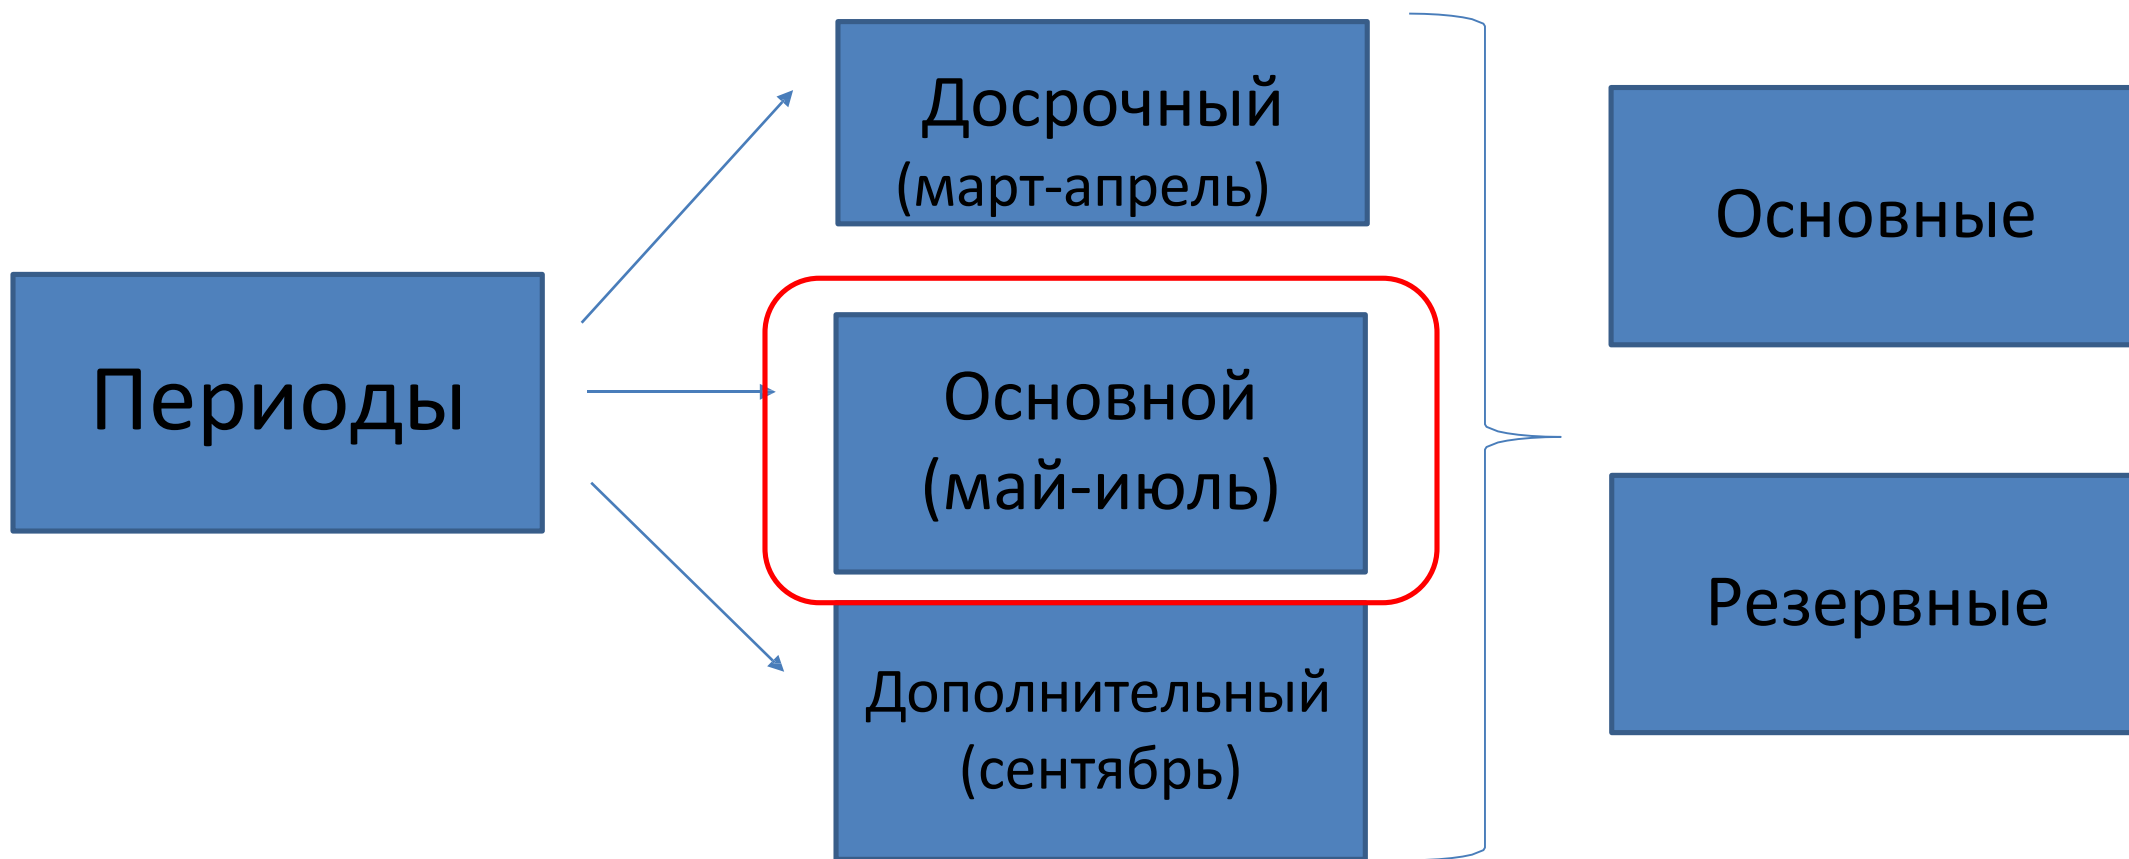 Периоды
Досрочный
(март-апрель)
Основной
(май-июль)
Дополнительный
(сентябрь)
Основные
Резервные